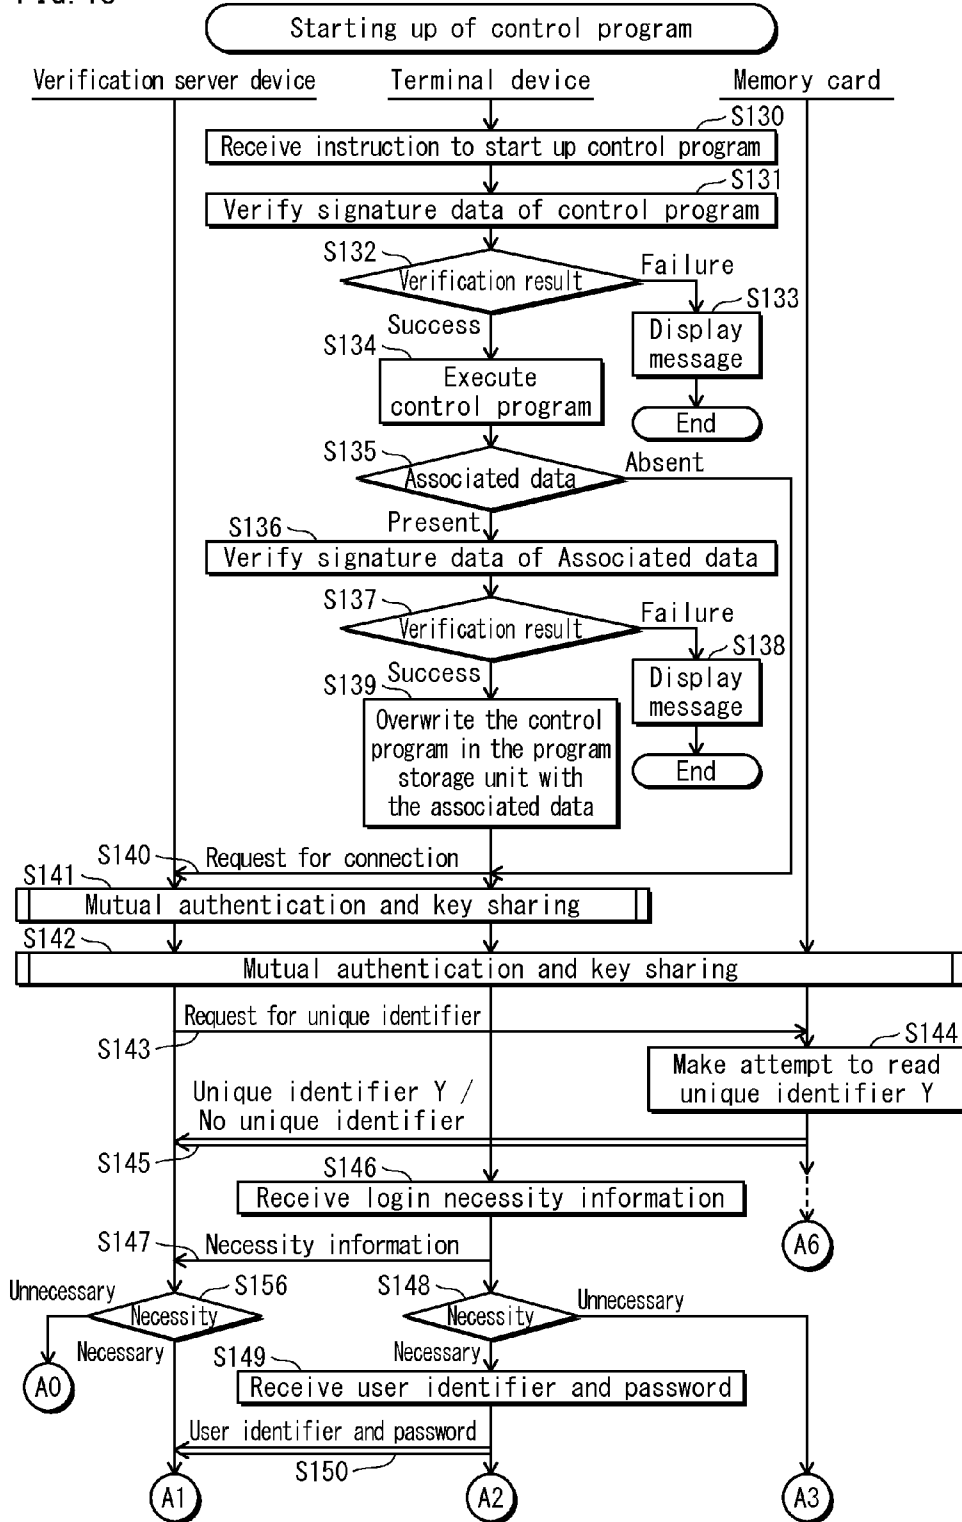 Starting up of control program
Verification server device
Terminal device
Memory card
S130
Receive instruction to start up control program
S131
Verify signature data of control program
S132
Verification result
Failure
S133
Display
message
End
Success
S134
Execute
control program
S135
Associated data
Absent
Present
S136
Verify signature data of Associated data
S137
Verification result
Failure
S138
Display
message
End
Success
S139
Overwrite the control
program in the program
storage unit with
the associated data
S140
Request for connection
S141
Mutual authentication and key sharing
S142
Mutual authentication and key sharing
Request for unique identifier
S143
S144
Make attempt to read
unique identifier Y
Unique identifier Y /
No unique identifier
S145
S146
Receive login necessity information
A6
S147
Necessity information
S156
Necessity
Unnecessary
Necessary
A0
S148
Necessity
Unnecessary
Necessary
S149
Receive user identifier and password
User identifier and password
S150
A1
A2
A3